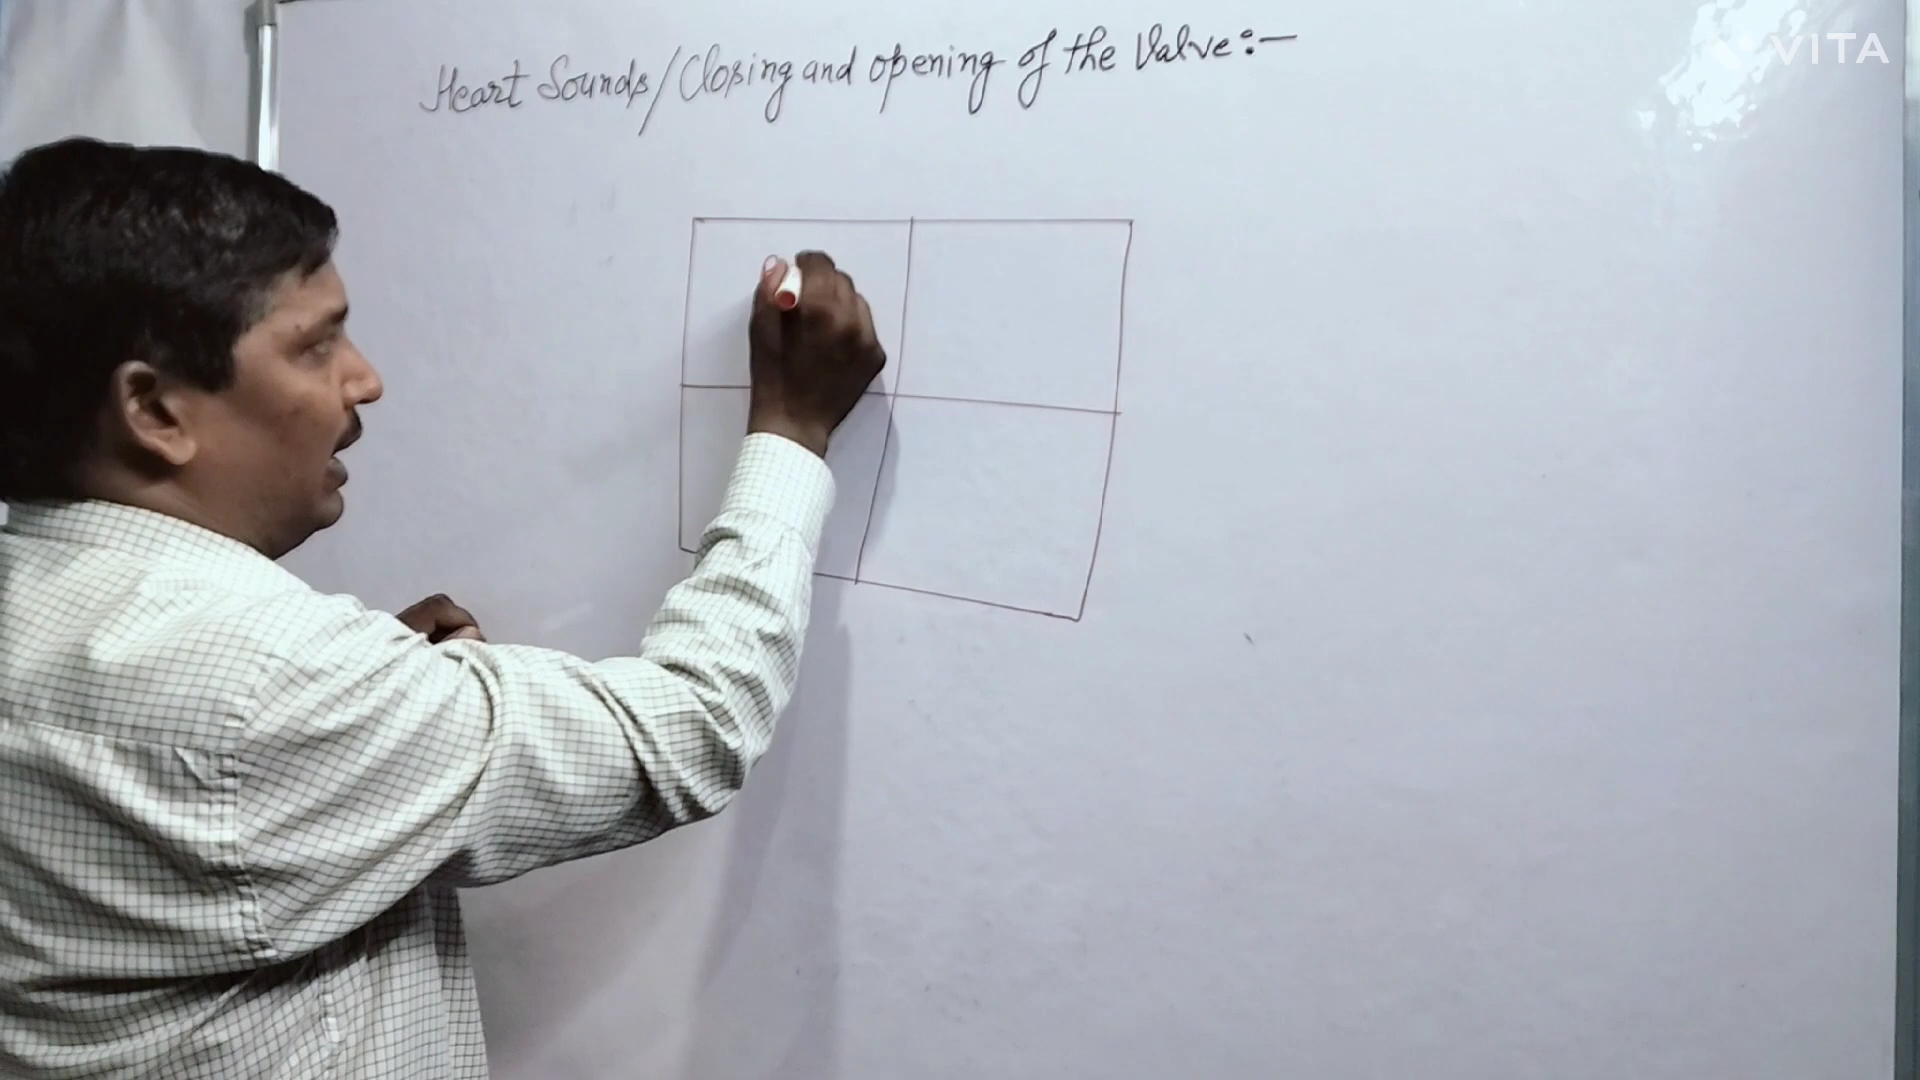 Heart Sounds/Closing and opening of the Valve:-
VITA